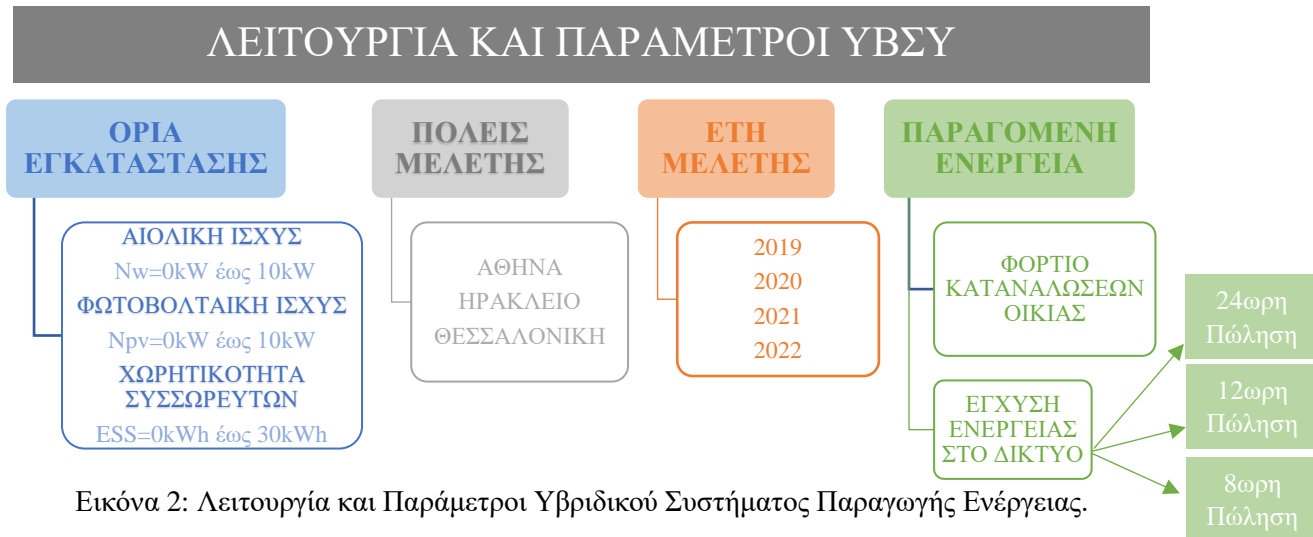 ΛΕΙΤΟΥΡΓΙΑ ΚΑΙ ΠΑΡΑΜΕΤΡΟΙ ΥΒΣΥ
ΟΡΙΑ
ΕΓΚΑΤΑΣΤΑΣΗΣ
ΑΙΟΛΙΚΗ ΙΣΧΥΣ
Nw=0kW έως 10kW
ΦΩΤΟΒΟΛΤΑΙΚΗ ΙΣΧΥΣ
Npv=0kW έως 10kW
ΧΩΡΗΤΙΚΟΤΗΤΑ
ΣΥΣΣΩΡΕΥΤΩΝ
ESS=0kWh έως 30kWh
ΠΟΛΕΙΣ
ΜΕΛΕΤΗΣ
ΑΘΗΝΑ
ΗΡΑΚΛΕΙΟ
ΘΕΣΣΑΛΟΝΙΚΗ
ΕΤΗ
ΜΕΛΕΤΗΣ
2019
2020
2021
2022
ΠΑΡΑΓΟΜΕΝΗ
ΕΝΕΡΓΕΙΑ
ΦΟΡΤΙΟ
ΚΑΤΑΝΑΛΩΣΕΩΝ
ΟΙΚΙΑΣ
ΕΓΧΥΣΗ
ΕΝΕΡΓΕΙΑΣ
ΣΤΟ ΔΙΚΤΥΟ
24ωρη
Πώληση
12ωρη
Πώληση
8ωρη
Πώληση
Εικόνα 2: Λειτουργία και Παράμετροι Υβριδικού Συστήματος Παραγωγής Ενέργειας.